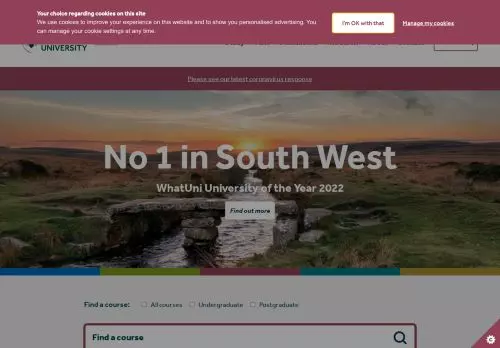 Your choice regarding cookies on this site
We use cookies to improve your experience on this website and to show you personalised advertising. You
can manage your cookie settings at any time.
I'm OK with that
Manage my cookies
UNIVERSITY
Please see our latest coronavirus response
No 1 in South West
WhatUni University of the Year 2022
Find out more
Find a course:
All courses
Undergraduate
Postgraduate
Find a course